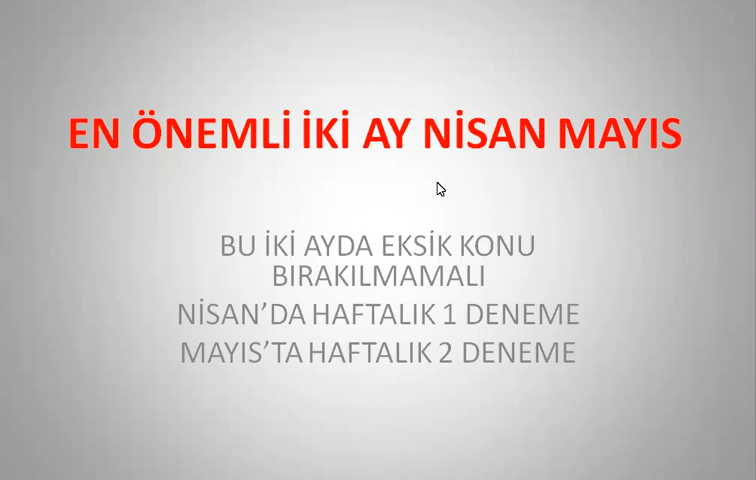 EN ÖNEMLİ İKİ AY NİSAN MAYIS
BU İKİ AYDA EKSİK KONU
BIRAKILMAMALI
NİSAN’DA HAFTALIK 1 DENEME
MAYIS’TA HAFTALIK 2 DENEME